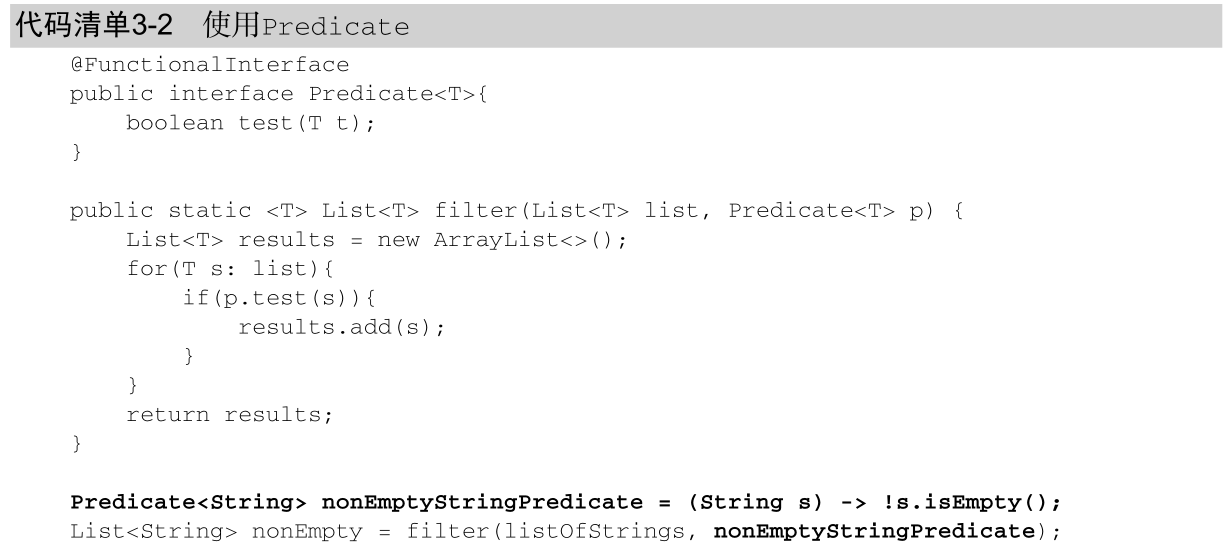 代码清单3-2 使用Predicate
@FunctionalInterface
public interface Predicate<T>{
    boolean test(T t);
}
public static <T> List<T> filter(List<T> list, Predicate<T> p) {
    List<T> results = new ArrayList<>();
    for(T s: list){
        if(p.test(s)){
            results.add(s);
        }
    }
    return results;
}
Predicate<String> nonEmptyStringPredicate = (String s) -> !s.isEmpty();
List<String> nonEmpty = filter(listOfStrings, nonEmptyStringPredicate);